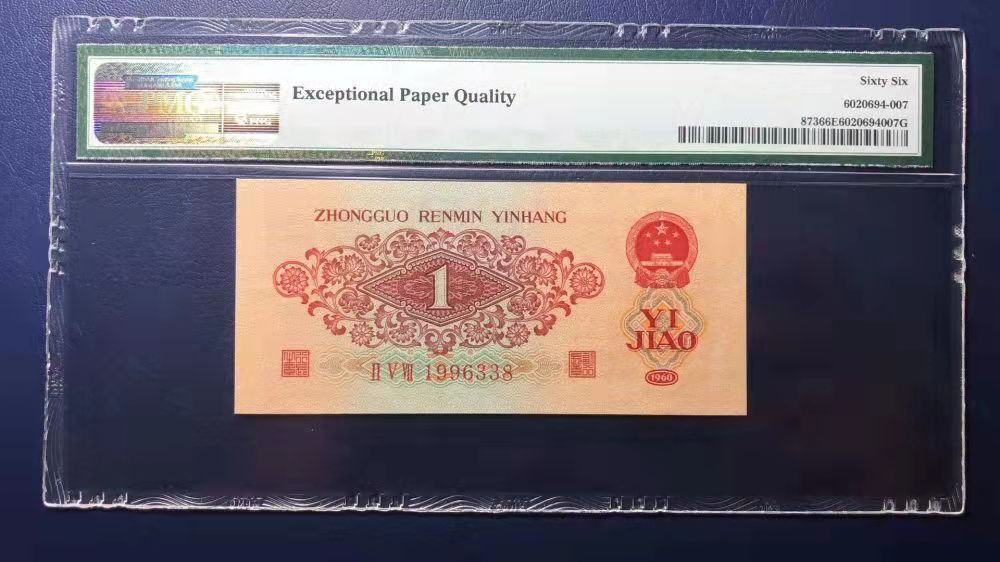 Exceptional Paper Quality
Sixty Six
6020694-007
87366E6020694007G
ZHONGGUO RENMIN YINHANG
1
YI
JIAO
II V VIII 1996338
1960